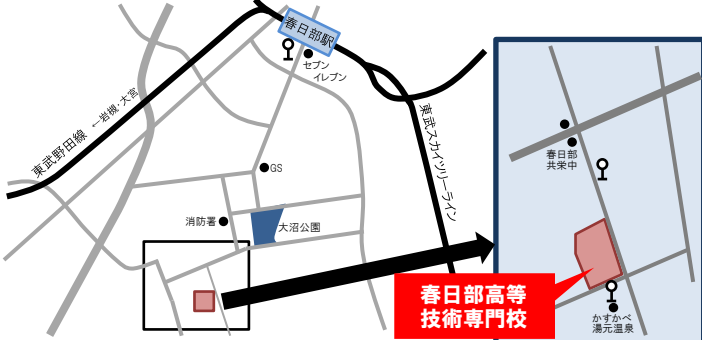 春日部駅
セブン
イレブン
東武野田線 ←岩槻・大宮
東武スカイツリーライン
GS
消防署
大沼公園
春日部
共栄中
春日部高等
技術専門校
かすかべ
湯元温泉